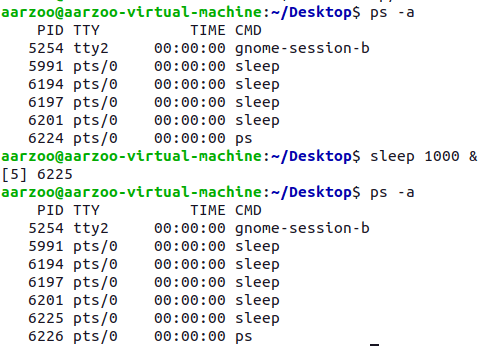 aarzoo@aarzoo-virtual-machine:~/Desktop$ ps -a
    PID TTY          TIME CMD
   5254 tty2     00:00:00 gnome-session-b
   5991 pts/0    00:00:00 sleep
   6194 pts/0    00:00:00 sleep
   6197 pts/0    00:00:00 sleep
   6201 pts/0    00:00:00 sleep
   6224 pts/0    00:00:00 ps
aarzoo@aarzoo-virtual-machine:~/Desktop$ sleep 1000 &
[5] 6225
aarzoo@aarzoo-virtual-machine:~/Desktop$ ps -a
    PID TTY          TIME CMD
   5254 tty2     00:00:00 gnome-session-b
   5991 pts/0    00:00:00 sleep
   6194 pts/0    00:00:00 sleep
   6197 pts/0    00:00:00 sleep
   6201 pts/0    00:00:00 sleep
   6225 pts/0    00:00:00 sleep
   6226 pts/0    00:00:00 ps